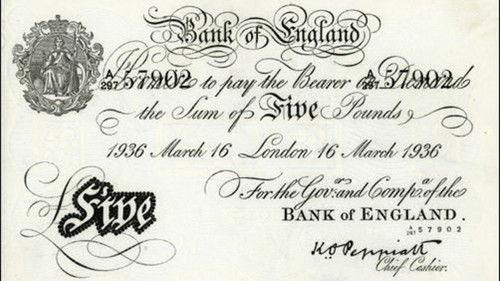 Bank of England
A/297 57902 A/297 57902
to pay the Bearer on Demand
the Sum of Five Pounds
1936 March 16 London 16 March 1936
For the Gov.r and Comp.a of the
BANK of ENGLAND.
A/297 57902
Five
K.O. Peppiatt
Chief Cashier.